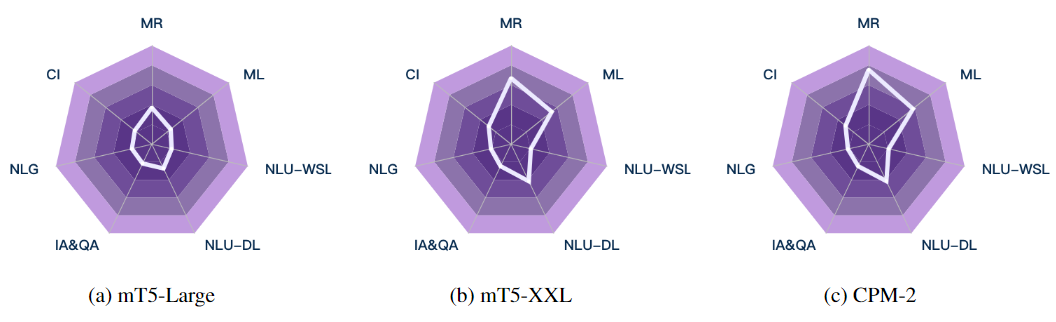 MR
CI
ML
NLG
NLU–WSL
IA&QA
NLU–DL
(a) mT5-Large
MR
CI
ML
NLG
NLU–WSL
IA&QA
NLU–DL
(b) mT5-XXL
MR
CI
ML
NLG
NLU–WSL
IA&QA
NLU–DL
(c) CPM-2